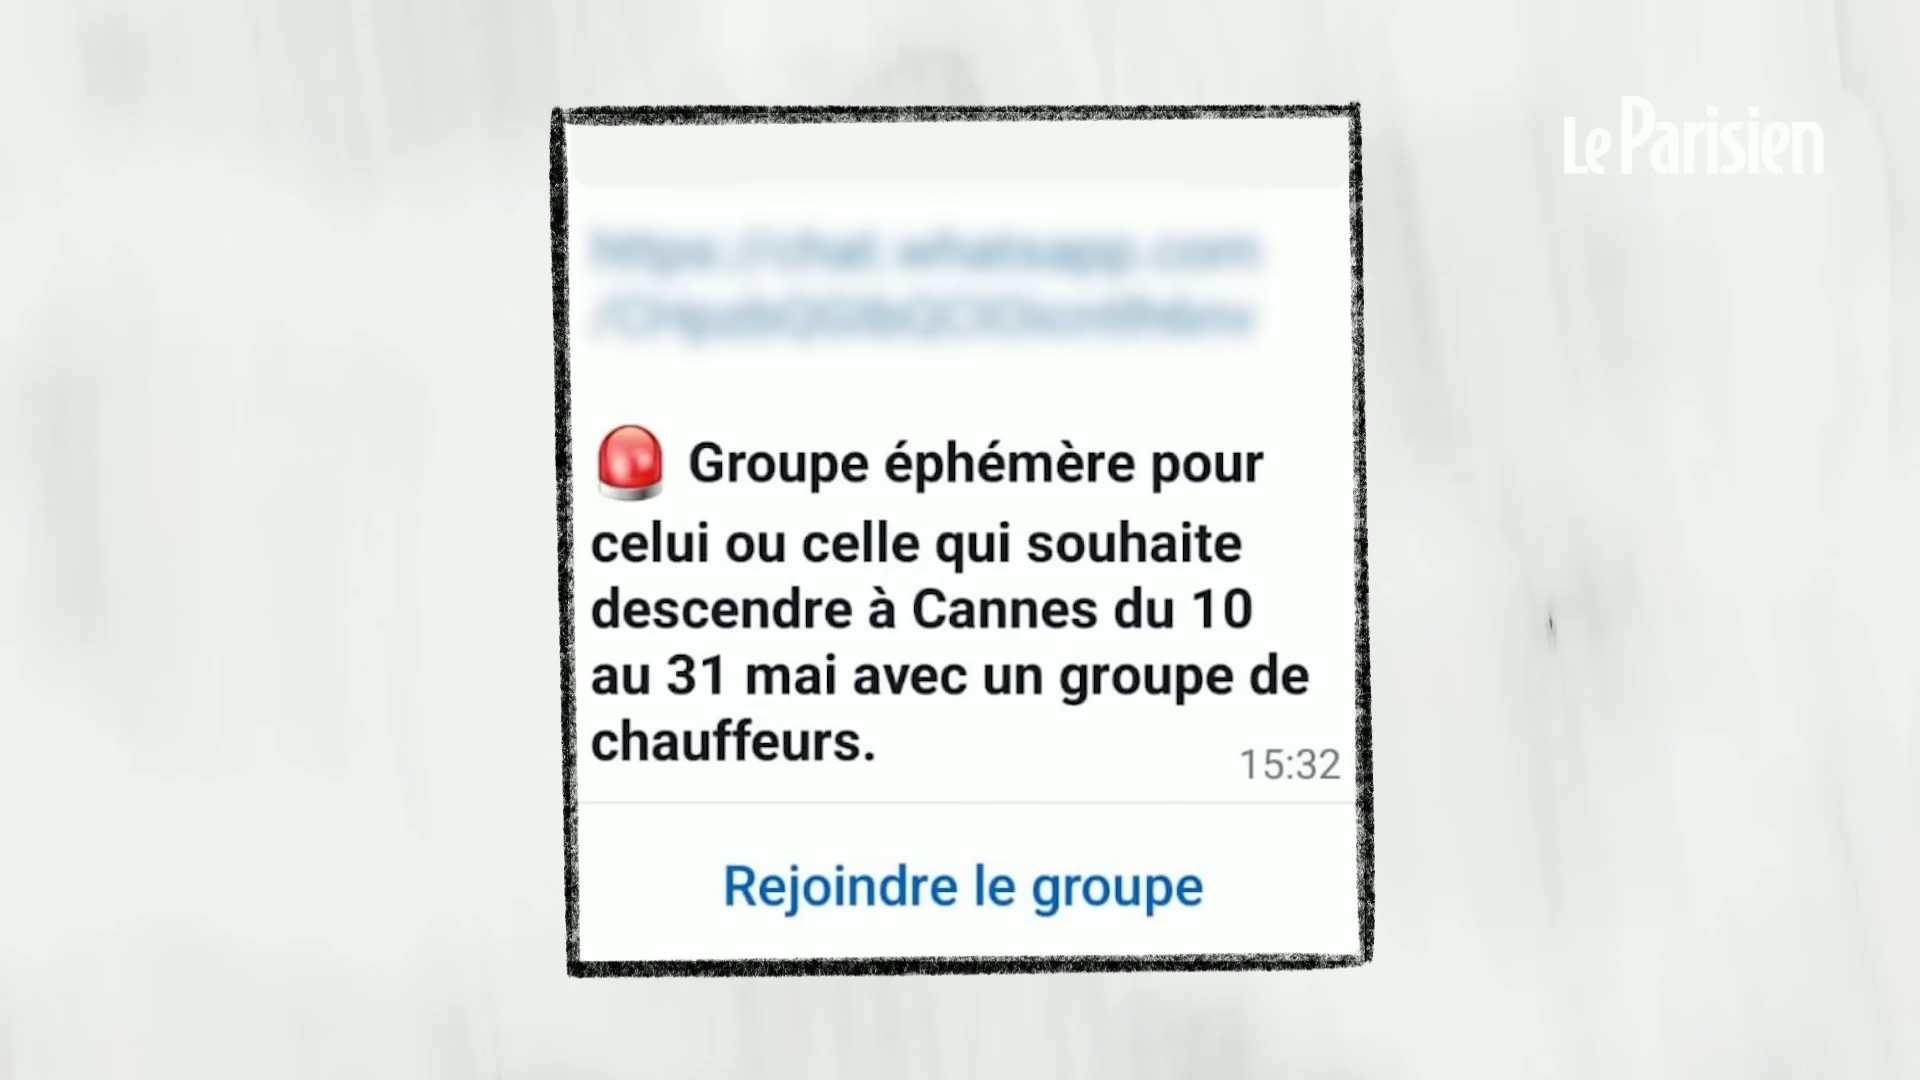 Le Parisien
🚨 Groupe éphémère pour
celui ou celle qui souhaite
descendre à Cannes du 10
au 31 mai avec un groupe de
chauffeurs.
15:32
Rejoindre le groupe